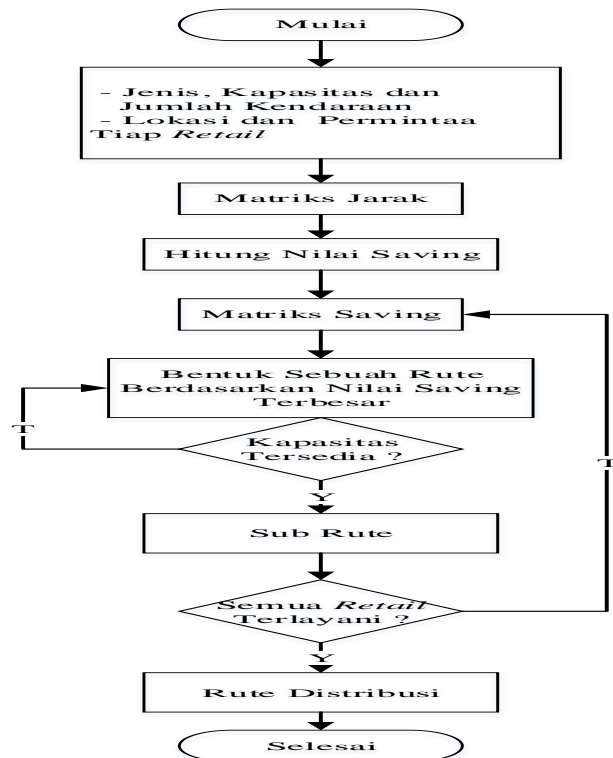 Mulai
- Jenis, Kapasitas dan
Jumlah Kendaraan
- Lokasi dan Permintaa
Tiap Retail
Matriks Jarak
Hitung Nilai Saving
Matriks Saving
Bentuk Sebuah Rute
Berdasarkan Nilai Saving
Terbesar
Kapasitas
Tersedia ?
T
Y
Sub Rute
T
Semua Retail
Terlayani ?
Y
Rute Distribusi
Selesai